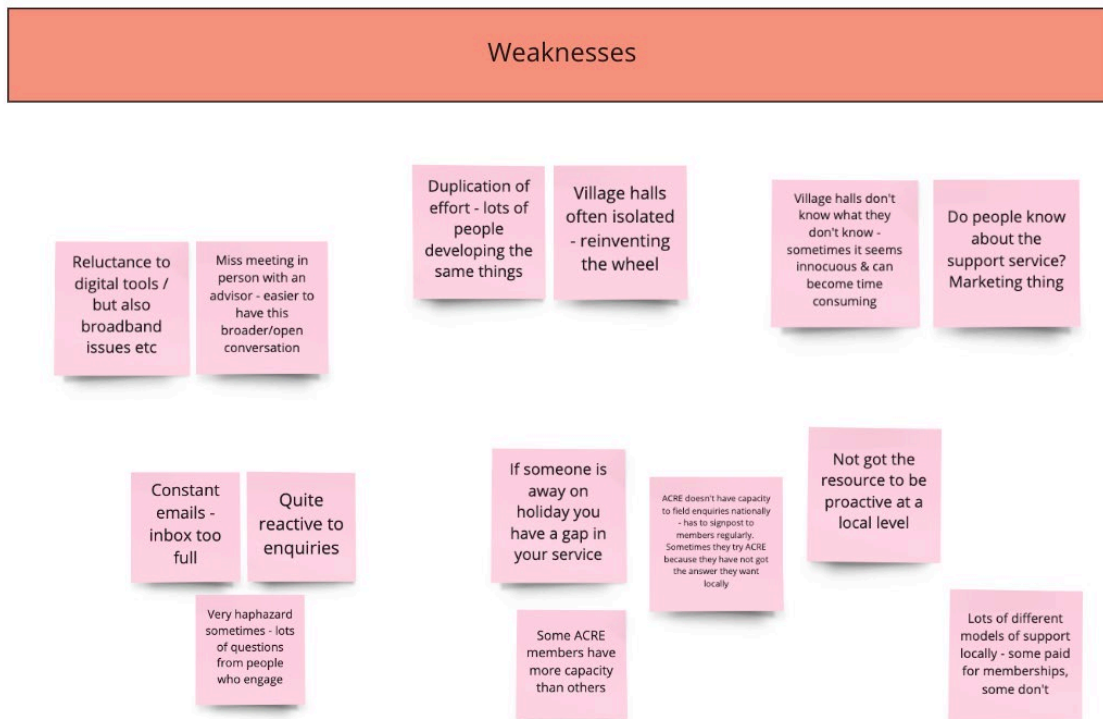 Weaknesses
Duplication of
effort - lots of
people
developing the
same things
Village halls
often isolated
- reinventing
the wheel
Village halls don't
know what they
don't know -
sometimes it seems
innocuous & can
become time
consuming
Do people know
about the
support service?
Marketing thing
Reluctance to
digital tools /
but also
broadband
issues etc
Miss meeting in
person with an
advisor - easier to
have this
broader/open
conversation
Constant
emails -
inbox too
full
Quite
reactive to
enquiries
Very haphazard
sometimes - lots
of questions
from people
who engage
If someone is
away on
holiday you
have a gap in
your service
ACRE doesn't have capacity
to field enquiries nationally
- has to signpost to
members regularly.
Sometimes they try ACRE
because they have not got
the answer they want
locally
Not got the
resource to be
proactive at a
local level
Some ACRE
members have
more capacity
than others
Lots of different
models of support
locally - some paid
for memberships,
some don't